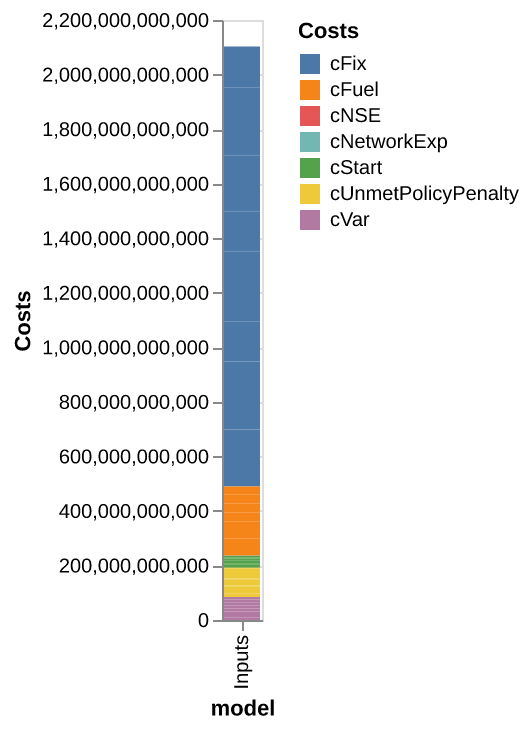 2,200,000,000,000
2,000,000,000,000
1,800,000,000,000
1,600,000,000,000
1,400,000,000,000
1,200,000,000,000
1,000,000,000,000
800,000,000,000
600,000,000,000
400,000,000,000
200,000,000,000
0
Costs
Inputs
model
Costs
cFix
cFuel
cNSE
cNetworkExp
cStart
cUnmetPolicyPenalty
cVar